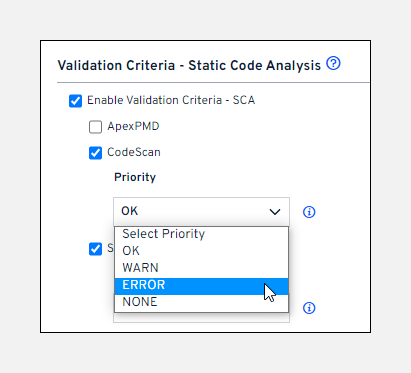 Validation Criteria - Static Code Analysis
Enable Validation Criteria - SCA
ApexPMD
CodeScan
Priority
OK
Select Priority
OK
WARN
ERROR
NONE